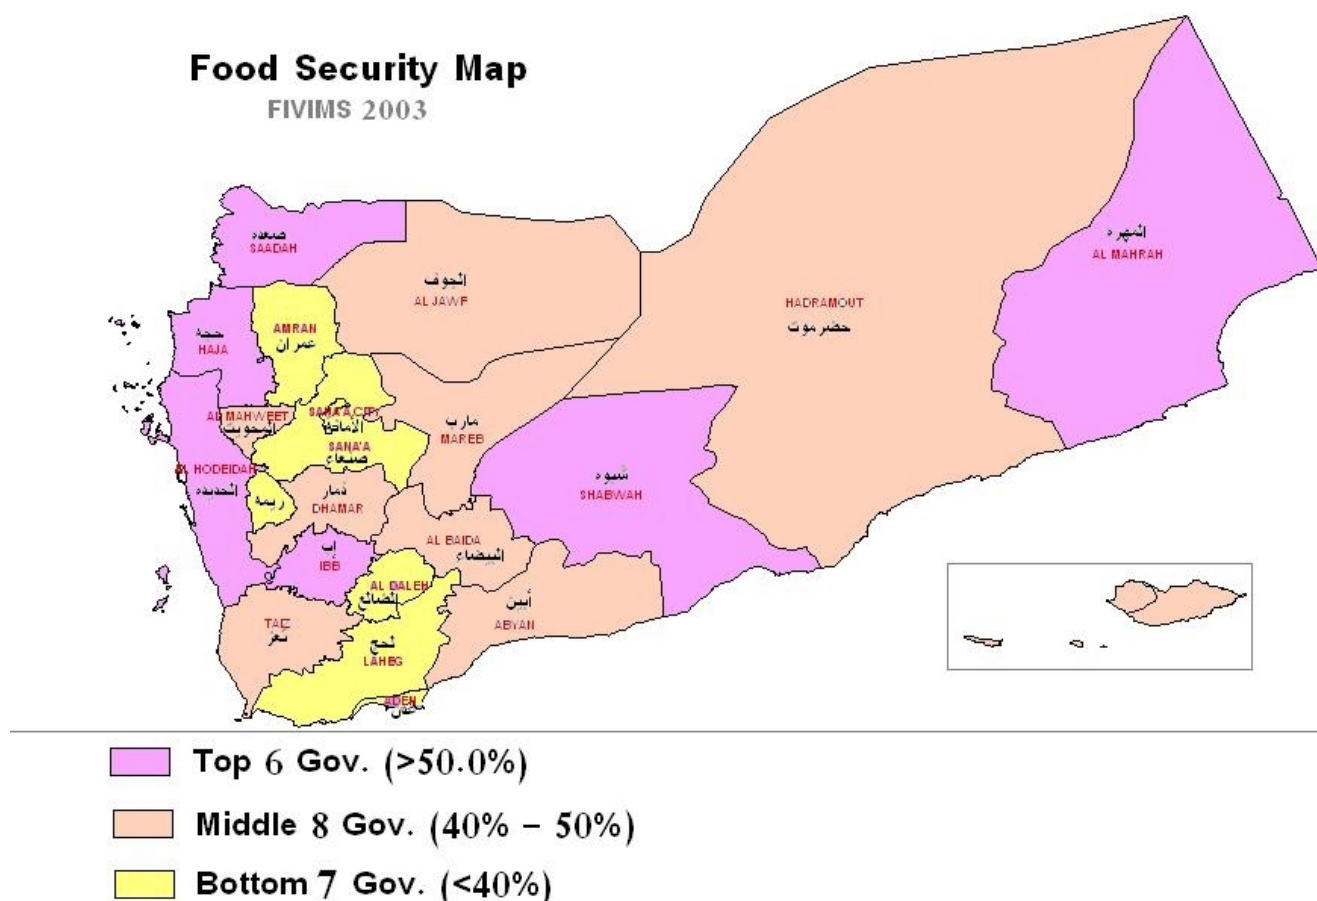 Food Security Map
FIVIMS 2003
صعده
SAADAH
الجوف
AL JAWF
المهره
AL MAHRAH
HADRAMOUT
حضرموت
حجه
HAJA
AMRAN
عمران
AL MAHWEET
المحويت
SANA'A CITY
الأمانة
SANA'A
صنعاء
مارب
MAREB
شبوه
SHABWAH
AL HODEIDAH
الحديده
ريمه
ذمار
DHAMAR
إب
IBB
AL BAIDA
البيضاء
AL DALEH
الضالع
أبين
ABYAN
تعز
لحج
LAHEG
ADEN
عدن
Top 6 Gov. (>50.0%)
Middle 8 Gov. (40% – 50%)
Bottom 7 Gov. (<40%)